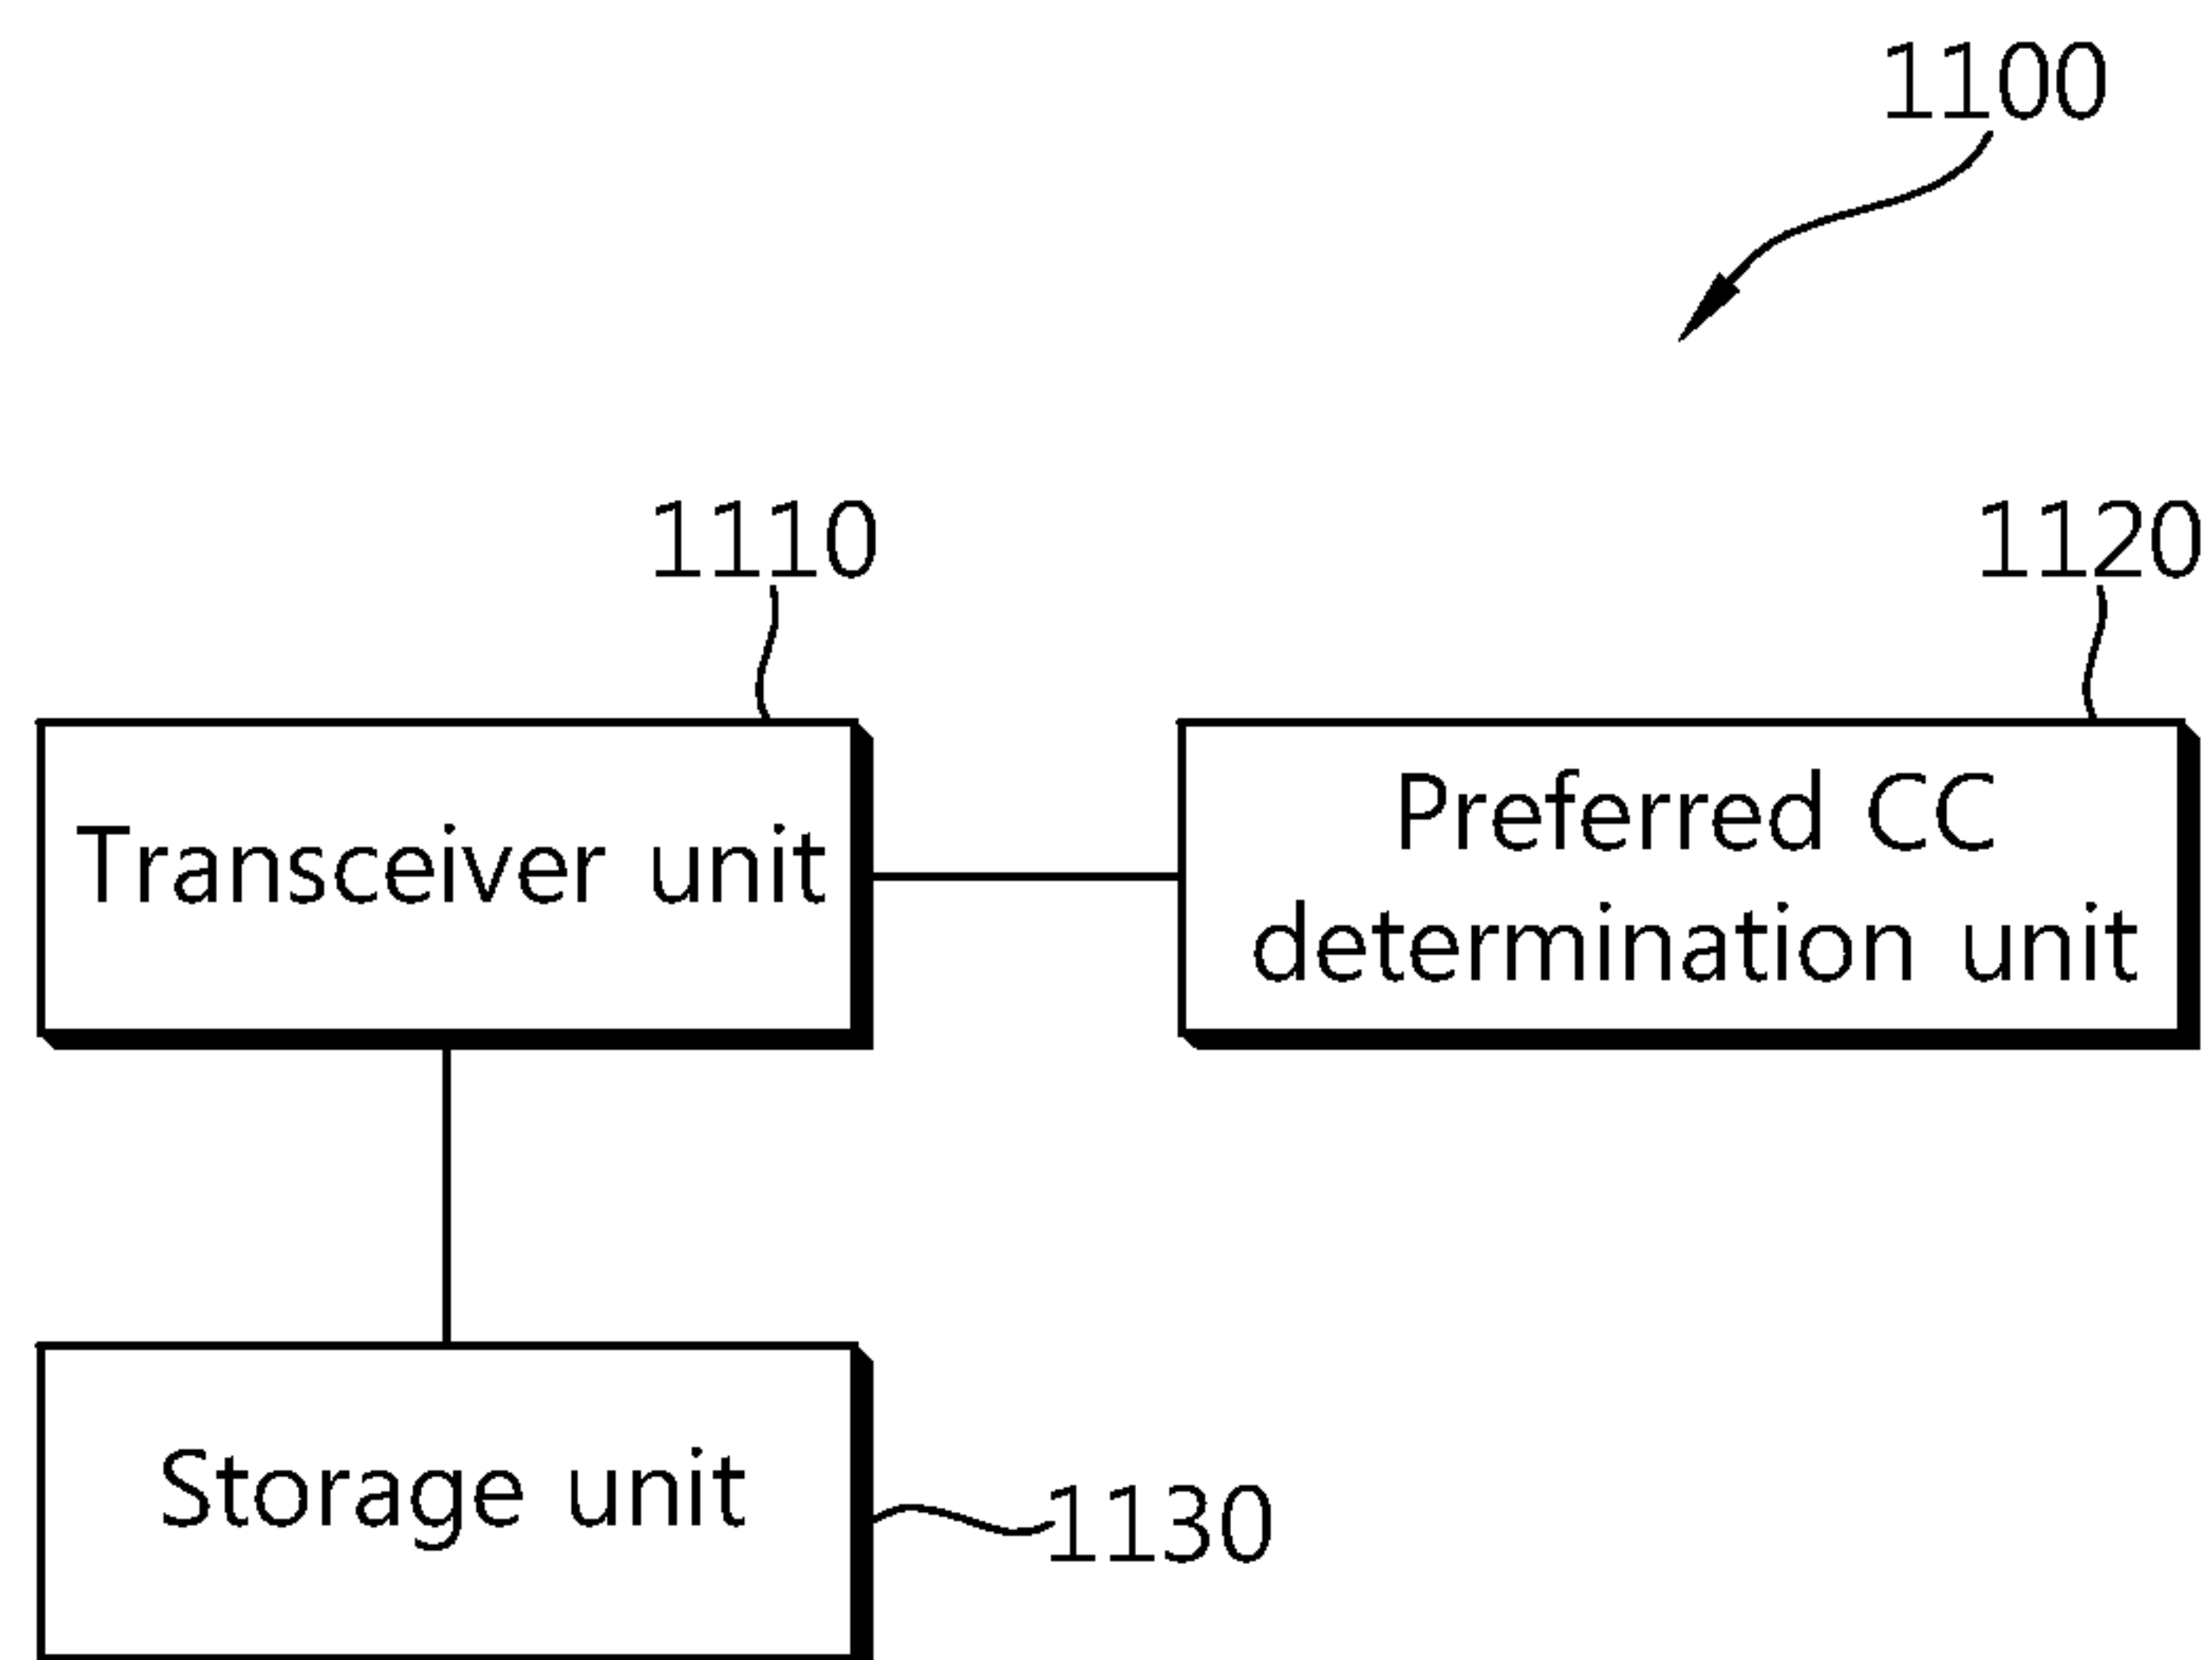 1100
1110
1120
Transceiver unit
Preferred CC
determination unit
Storage unit
1130